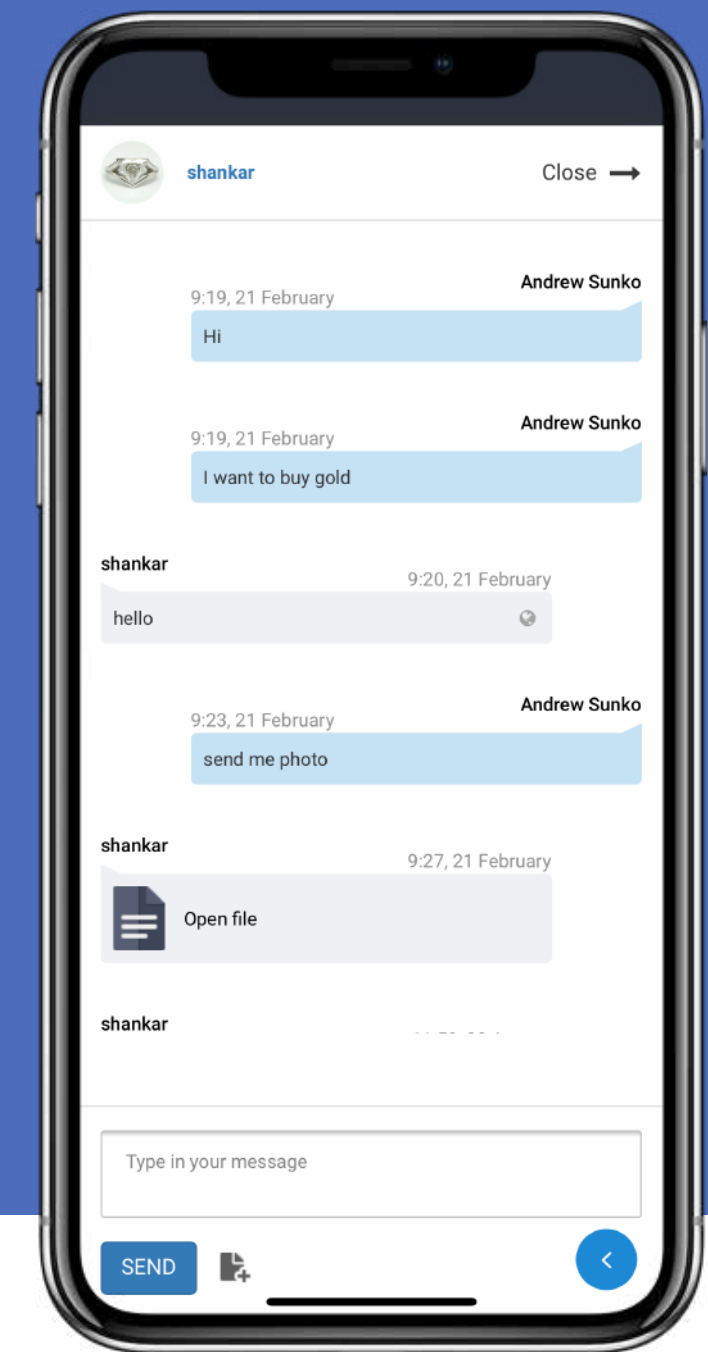 shankar
Close
Andrew Sunko
9:19, 21 February
Hi
Andrew Sunko
9:19, 21 February
I want to buy gold
shankar
9:20, 21 February
hello
Andrew Sunko
9:23, 21 February
send me photo
shankar
9:27, 21 February
Open file
shankar
Type in your message
SEND